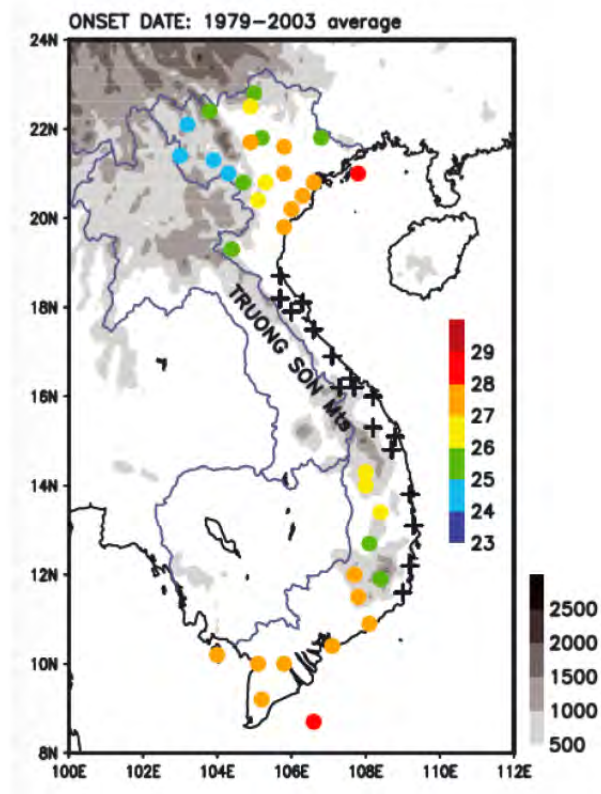 ONSET DATE: 1979-2003 average
24N
22N
20N
18N
16N
14N
12N
10N
8N
TRUONG SON Mts
29
28
27
26
25
24
23
2500
2000
1500
1000
500
100E 102E 104E 106E 108E 110E 112E